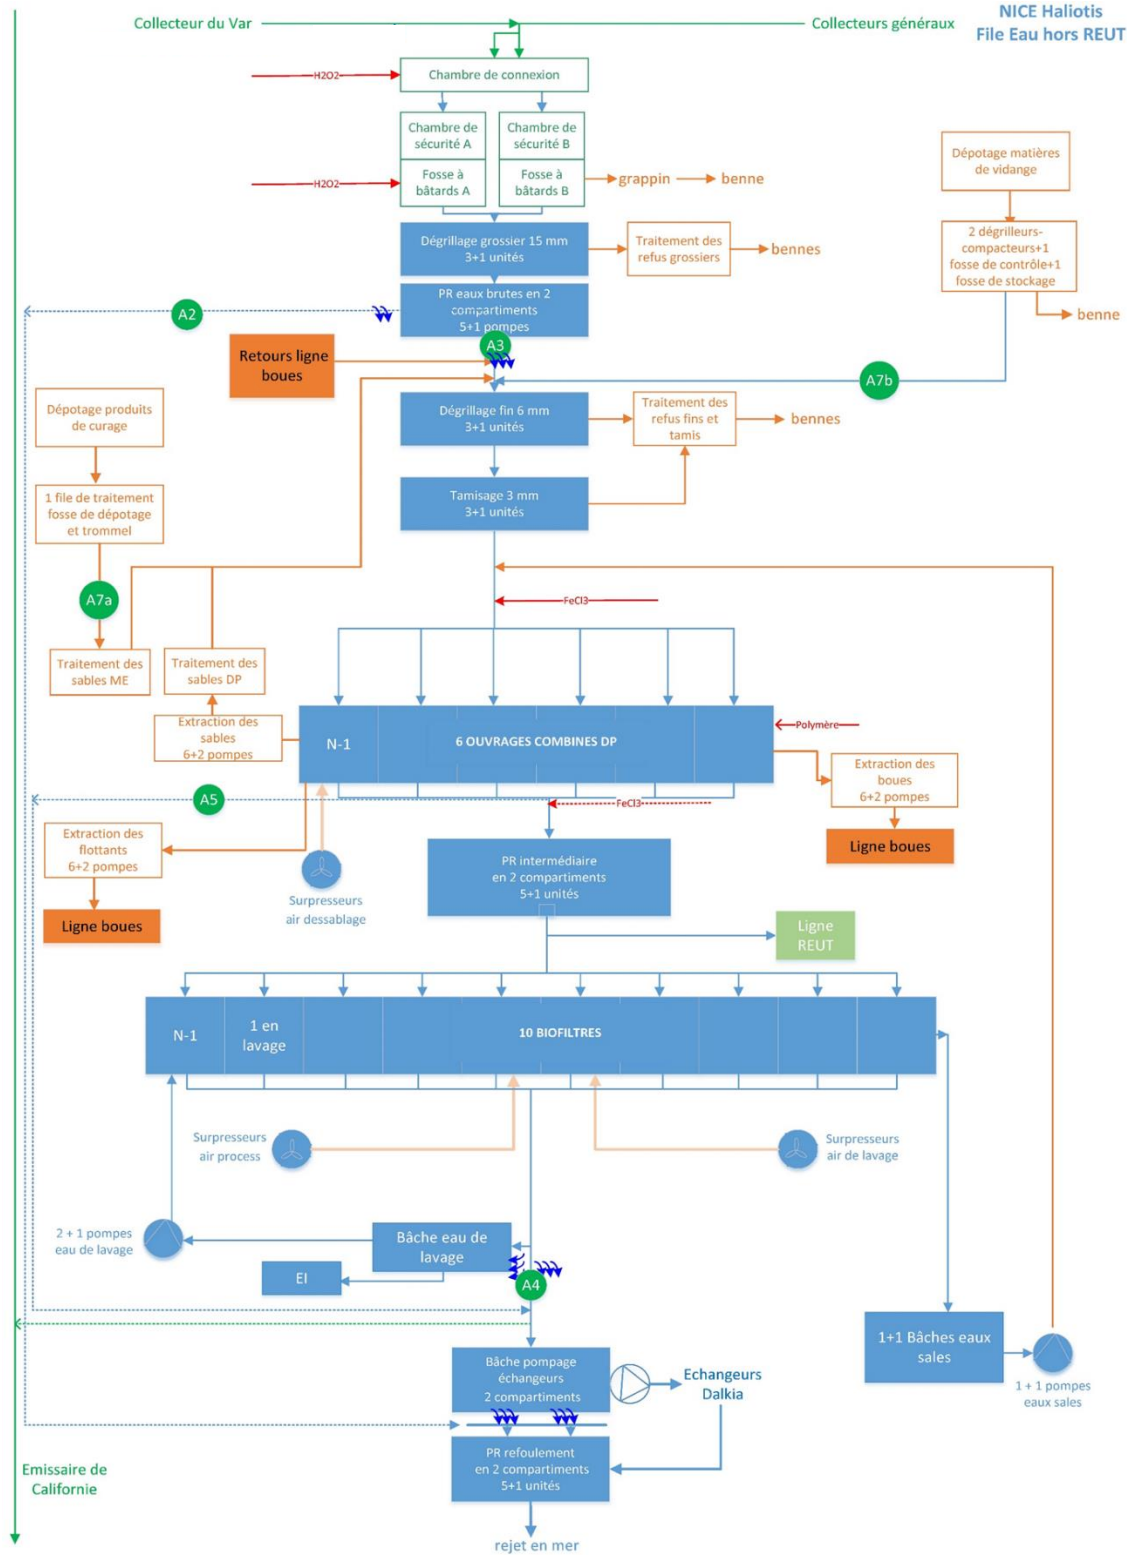 NICE Haliotis
File Eau hors REUT
Collecteur du Var
Collecteurs généraux
H2O2
Chambre de connexion
Chambre de
sécurité A
Chambre de
sécurité B
H2O2
Fosse à
bâtards A
Fosse à
bâtards B
grappin
benne
Dépotage matières
de vidange
Dégrillage grossier 15 mm
3+1 unités
Traitement des
refus grossiers
bennes
2 dégrilleurs-
compacteurs+1
fosse de contrôle+1
fosse de stockage
benne
A2
PR eaux brutes en 2
compartiments
5+1 pompes
A3
Retours ligne
boues
A7b
Dépotage produits
de curage
Dégrillage fin 6 mm
3+1 unités
Traitement des
refus fins et
tamis
bennes
1 file de traitement
fosse de dépotage
et trommel
Tamisage 3 mm
3+1 unités
A7a
FeCl3
Traitement des
sables ME
Traitement des
sables DP
Extraction des
sables
6+2 pompes
N-1
6 OUVRAGES COMBINES DP
Polymère
Extraction des
boues
6+2 pompes
A5
FeCl3
Ligne boues
Extraction des
flottants
6+2 pompes
Ligne boues
Surpresseurs
air dessablage
PR intermédiaire
en 2 compartiments
5+1 unités
Ligne
REUT
N-1
1 en
lavage
10 BIOFILTRES
Surpresseurs
air process
Surpresseurs
air de lavage
2 + 1 pompes
eau de lavage
Bâche eau de
lavage
EI
A4
1+1 Bâches eaux
sales
1 + 1 pompes
eaux sales
Bâche pompage
échangeurs
2 compartiments
Echangeurs
Dalkia
PR refoulement
en 2 compartiments
5+1 unités
Emissaire de
Californie
rejet en mer